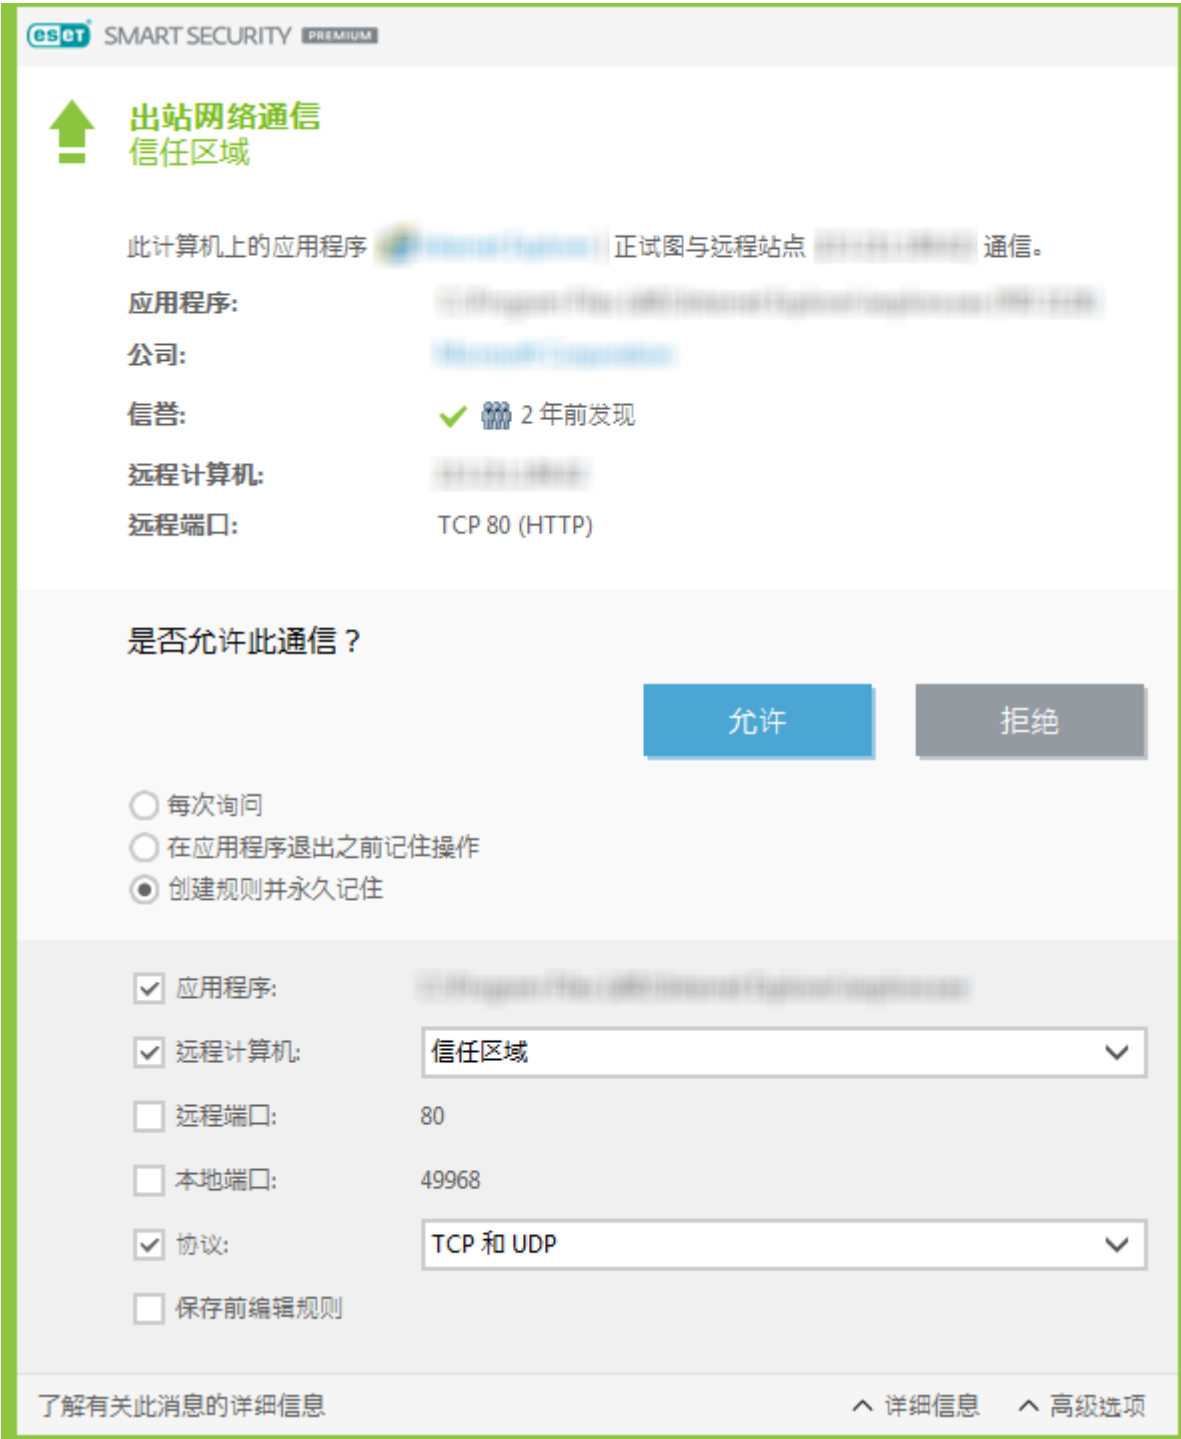 eseT SMART SECURITY PREMIUM
出站网络通信
信任区域
此计算机上的应用程序 正试图与远程站点 通信。
应用程序:
公司:
信誉: 2 年前发现
远程计算机:
远程端口: TCP 80 (HTTP)
是否允许此通信？
允许 拒绝
每次询问
在应用程序退出之前记住操作
创建规则并永久记住
应用程序:
远程计算机: 信任区域
远程端口: 80
本地端口: 49968
协议: TCP 和 UDP
保存前编辑规则
了解有关此消息的详细信息 详细信息 高级选项